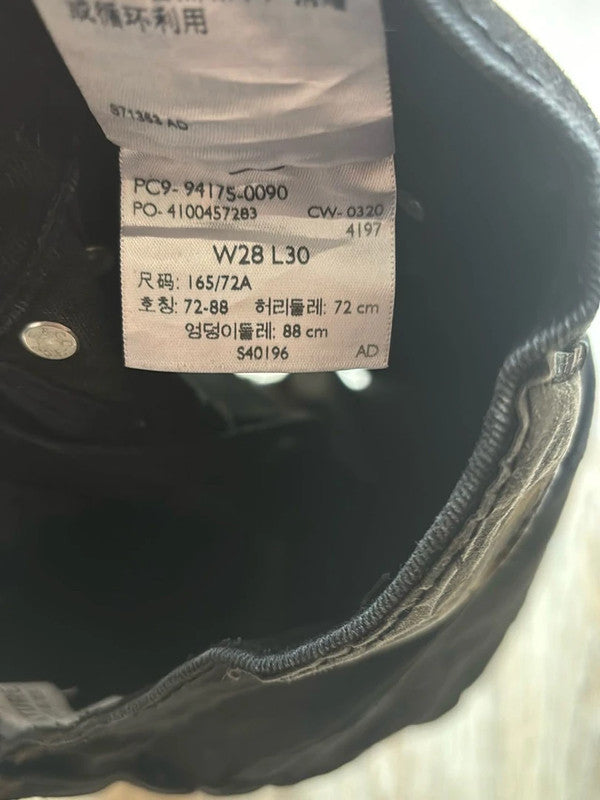 或循环利用
S71363 AD
PC9-94175-0090
PO-4100457283 CW-0320
4197
W28 L30
尺码: 165/72A
호칭: 72-88 허리둘레: 72 cm
엉덩이둘레: 88 cm
S40196 AD